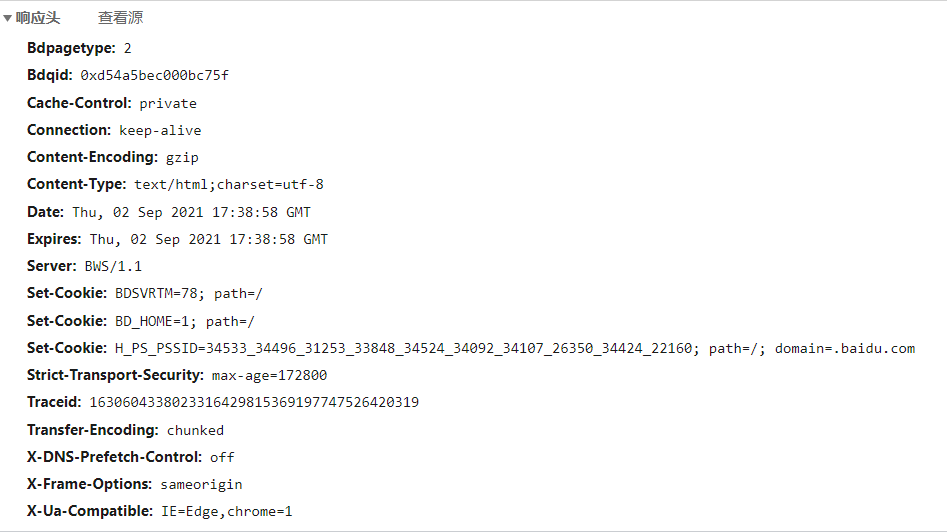 ▼ 响应头 查看源
Bdpagetype: 2
Bdqid: 0xd54a5bec000bc75f
Cache-Control: private
Connection: keep-alive
Content-Encoding: gzip
Content-Type: text/html;charset=utf-8
Date: Thu, 02 Sep 2021 17:38:58 GMT
Expires: Thu, 02 Sep 2021 17:38:58 GMT
Server: BWS/1.1
Set-Cookie: BDSVRTM=78; path=/
Set-Cookie: BD_HOME=1; path=/
Set-Cookie: H_PS_PSSID=34533_34496_31253_33848_34524_34092_34107_26350_34424_22160; path=/; domain=.baidu.com
Strict-Transport-Security: max-age=172800
Traceid: 1630604338023316429815369197747526420319
Transfer-Encoding: chunked
X-DNS-Prefetch-Control: off
X-Frame-Options: sameorigin
X-Ua-Compatible: IE=Edge,chrome=1